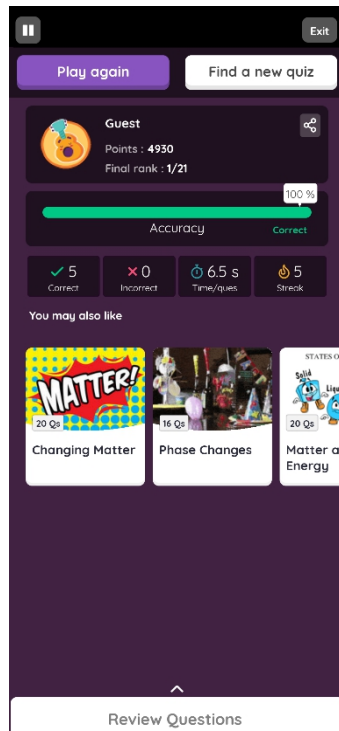 Exit
Play again
Find a new quiz
Guest
Points : 4930
Final rank : 1/21
100 %
Accuracy
Correct
5
Correct
0
Incorrect
6.5 s
Time/ques
5
Streak
You may also like
MATTER!
20 Qs
Changing Matter
16 Qs
Phase Changes
STATES O
Solid
Liqu
20 Qs
Matter a
Energy
Review Questions